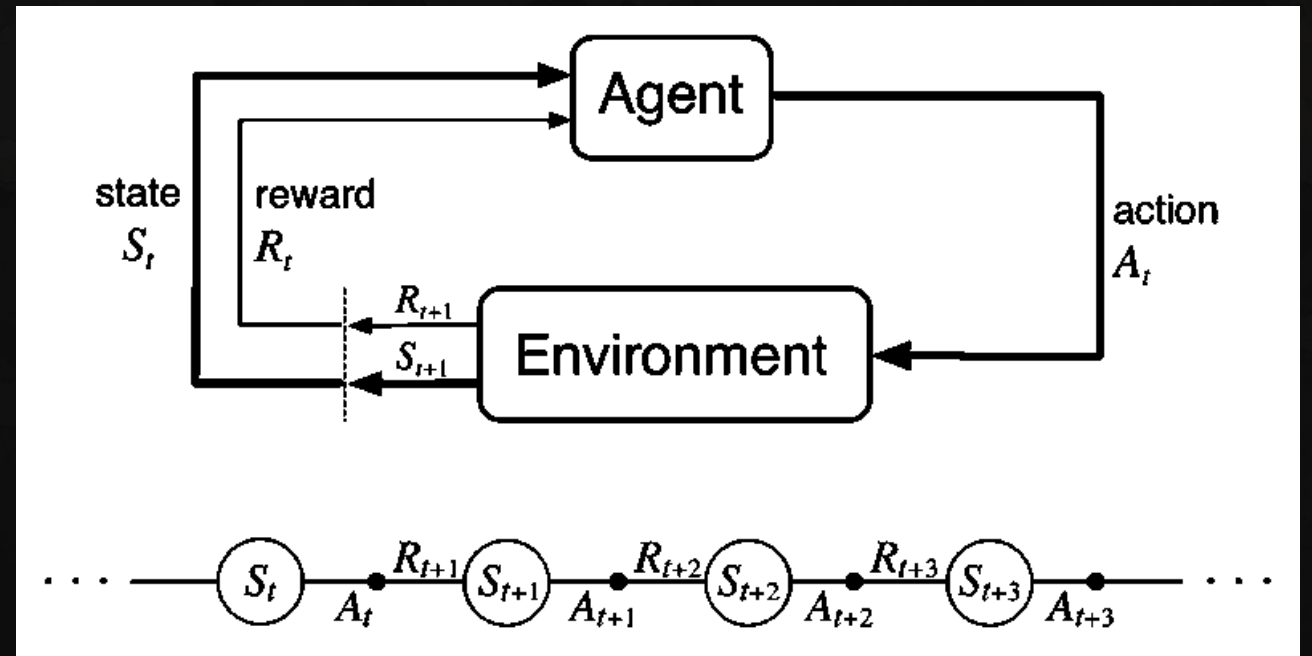 Agent
state
S_t
reward
R_t
action
A_t
R_{t+1}
S_{t+1}
Environment
. . . S_t A_t R_{t+1} S_{t+1} A_{t+1} R_{t+2} S_{t+2} A_{t+2} R_{t+3} S_{t+3} A_{t+3} . . .